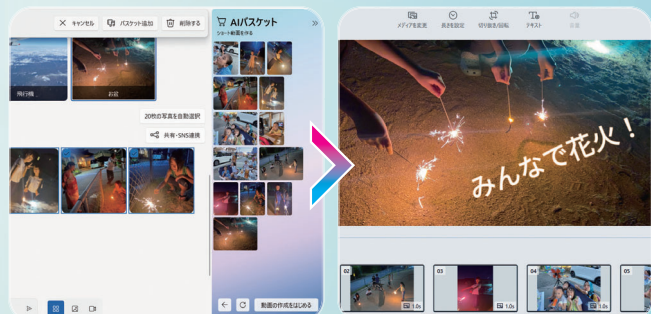 キャンセル
バスケット追加
削除する
飛行機
お盆
20枚の写真を自動選択
共有・SNS連携
AIバスケット
ショート動画を作る
動画の作成をはじめる
メディアを変更
長さを設定
切り抜き/回転
テキスト
音量
みんなで花火!
02
1.0s
03
1.0s
04
1.0s
05